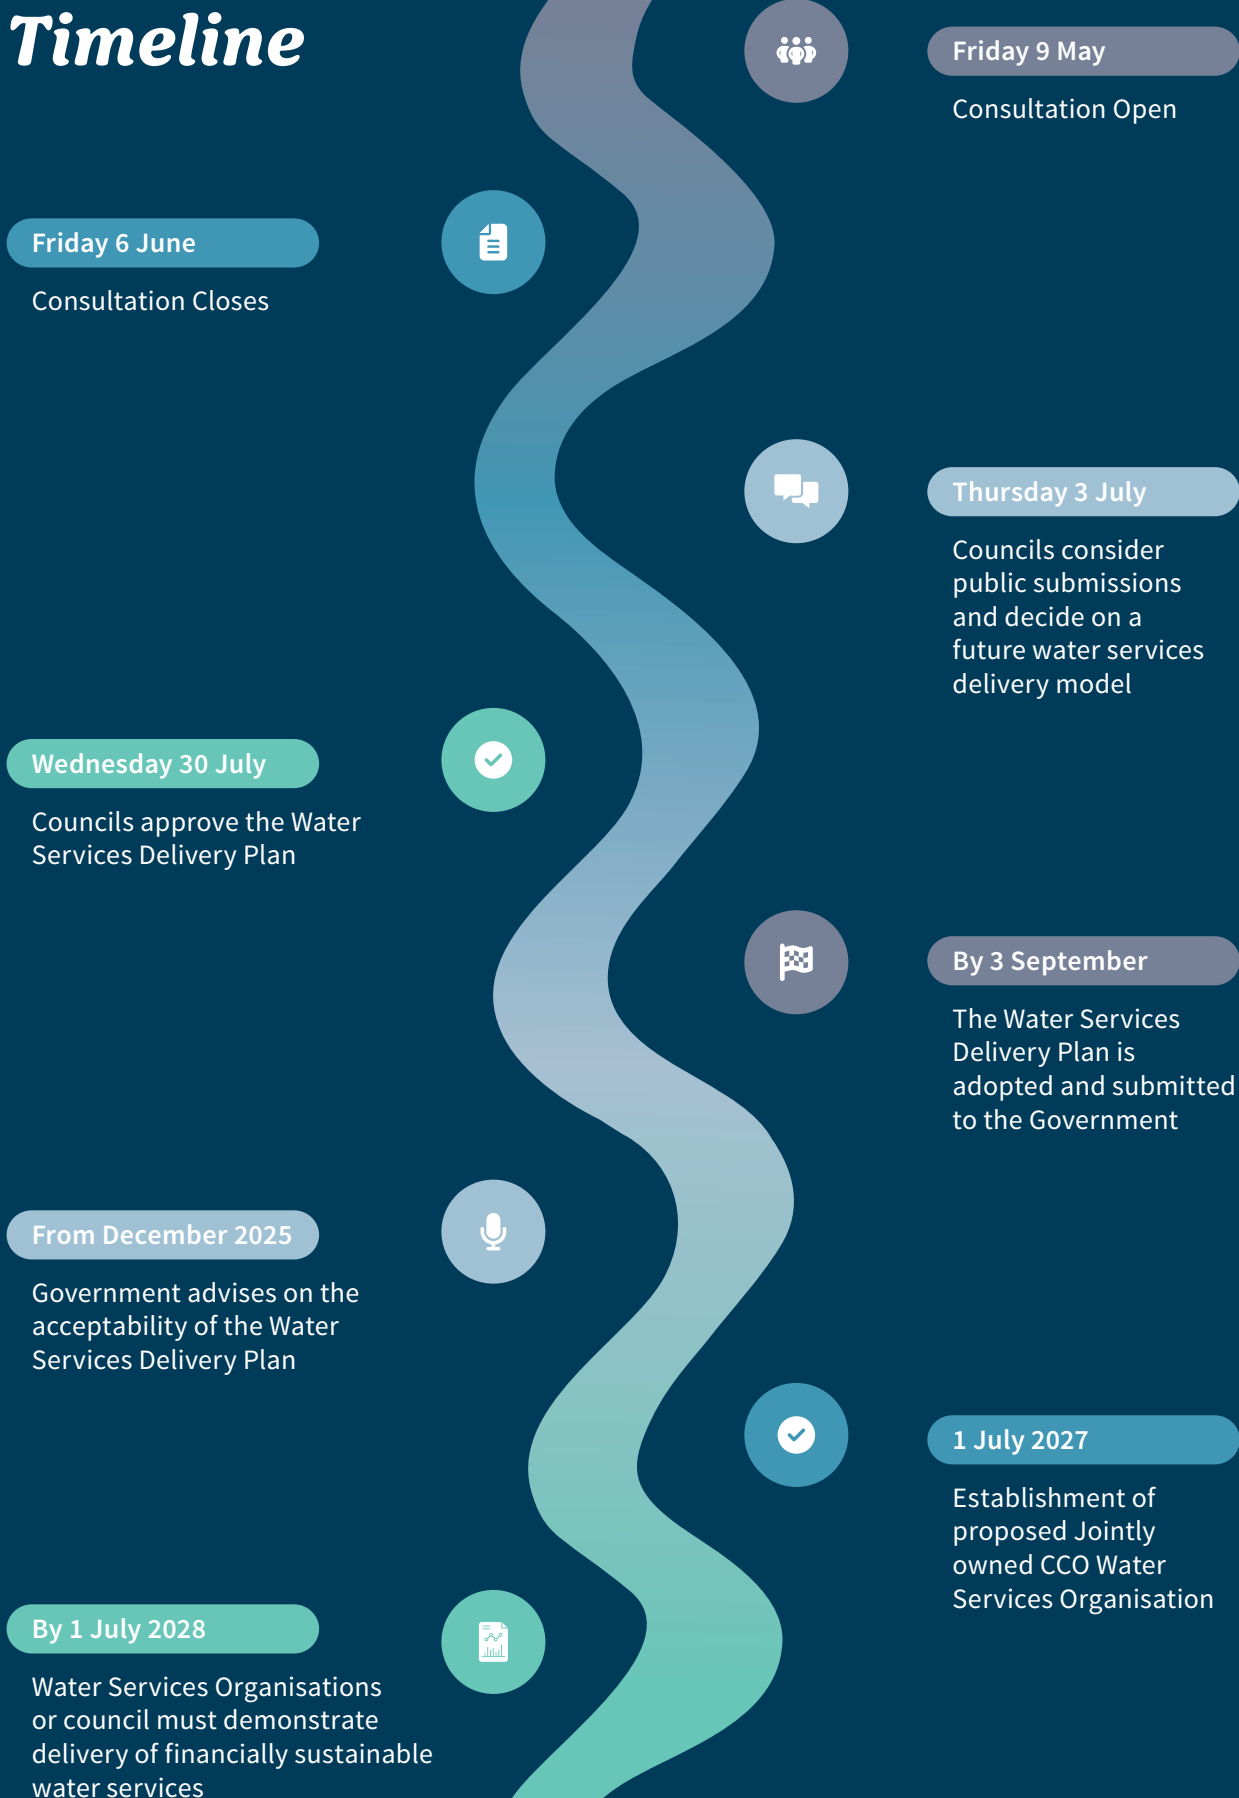 Timeline
Friday 9 May
Consultation Open
Friday 6 June
Consultation Closes
Thursday 3 July
Councils consider
public submissions
and decide on a
future water services
delivery model
Wednesday 30 July
Councils approve the Water
Services Delivery Plan
By 3 September
The Water Services
Delivery Plan is
adopted and submitted
to the Government
From December 2025
Government advises on the
acceptability of the Water
Services Delivery Plan
1 July 2027
Establishment of
proposed Jointly
owned CCO Water
Services Organisation
By 1 July 2028
Water Services Organisations
or council must demonstrate
delivery of financially sustainable
water services